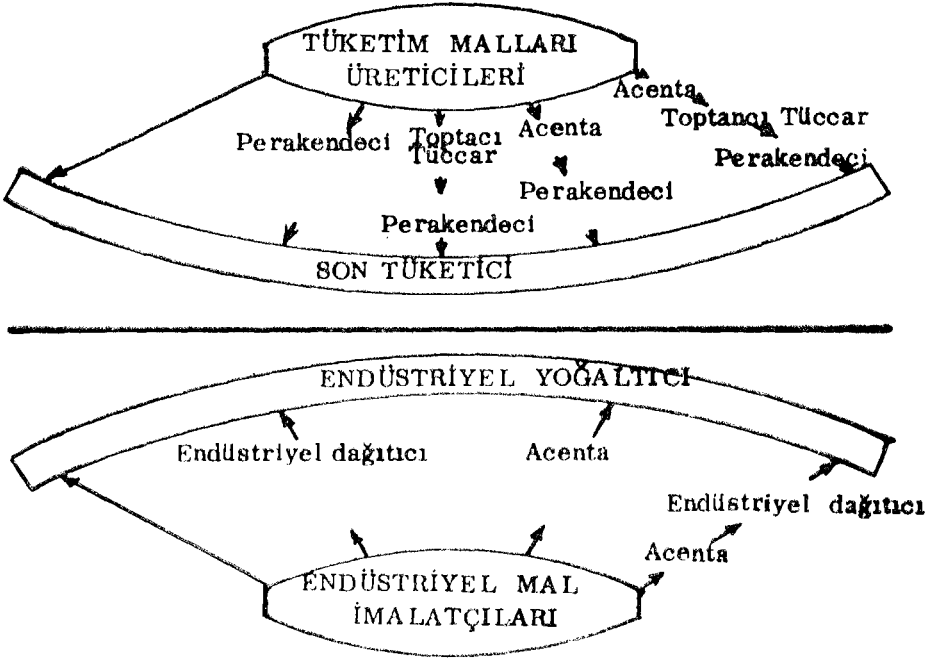 TÜKETİM MALLARI
ÜRETİCİLERİ
Acenta
Toptancı Tüccar
Perakendeci
Perakendeci
Toptacı
Tüccar
Acenta
Perakendeci
Perakendeci
SON TÜKETİCİ
ENDÜSTRİYEL YOĞALTICI
Endüstriyel dağıtıcı
Acenta
Endüstriyel dağıtıcı
Acenta
ENDÜSTRİYEL MAL
İMALATÇILARI